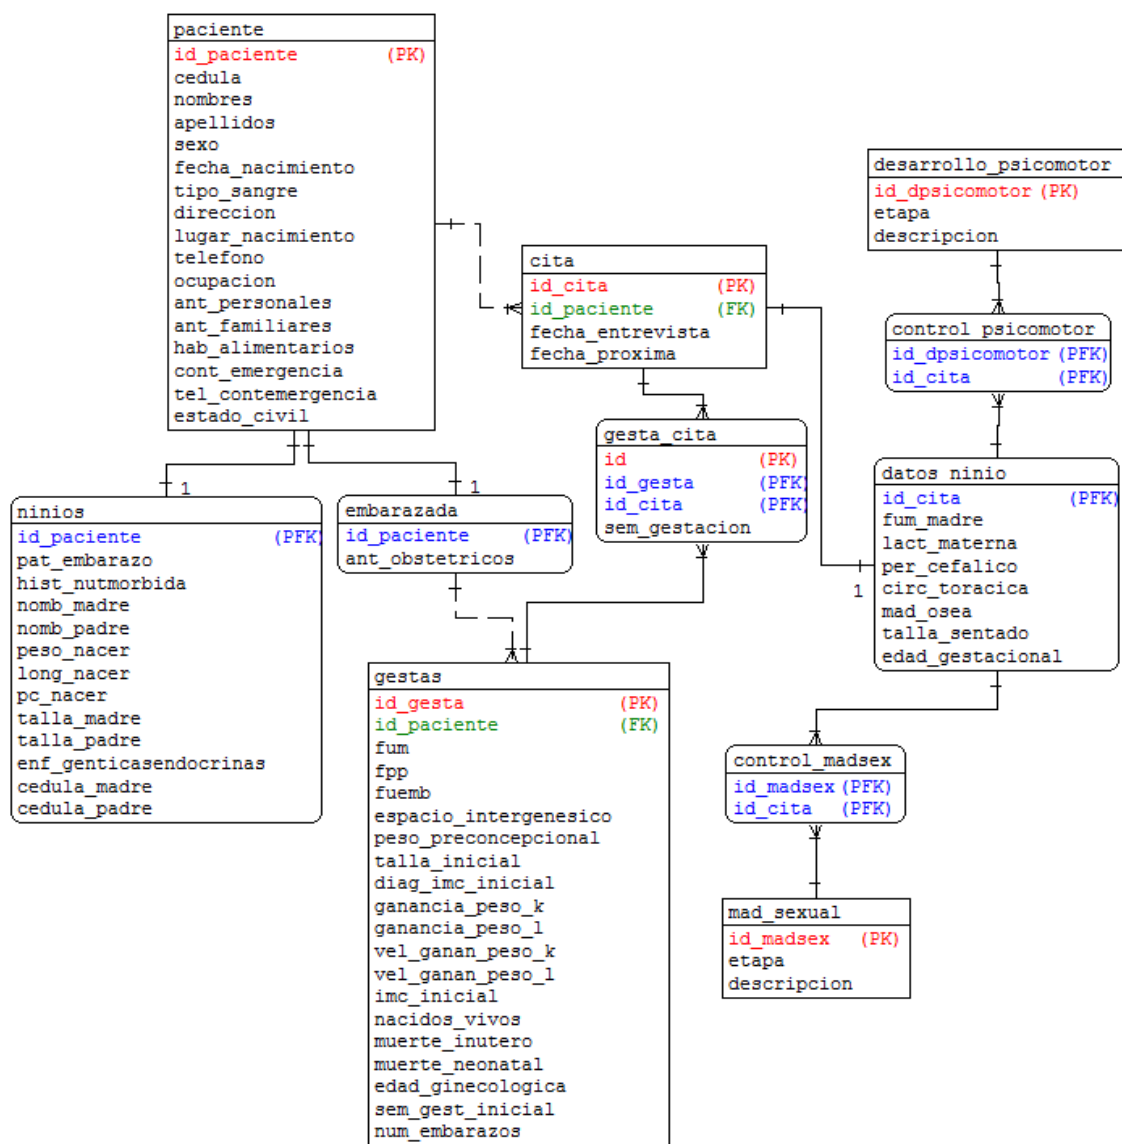 paciente
id_paciente (PK)
cedula
nombres
apellidos
sexo
fecha_nacimiento
tipo_sangre
direccion
lugar_nacimiento
telefono
ocupacion
ant_personales
ant_familiares
hab_alimentarios
cont_emergencia
tel_contemergencia
estado_civil
desarrollo_psicomotor
id_dpsicomotor (PK)
etapa
descripcion
cita
id_cita (PK)
id_paciente (FK)
fecha_entrevista
fecha_proxima
control_psicomotor
id_dpsicomotor (PFK)
id_cita (PFK)
gesta_cita
id (PK)
id_gesta (PFK)
id_cita (PFK)
sem_gestacion
1
datos_ninio
id_cita (PFK)
fum_madre
lact_materna
per_cefalico
circ_toracica
mad_osea
talla_sentado
edad_gestacional
1
ninios
id_paciente (PFK)
pat_embarazo
hist_nutmorbida
nomb_madre
nomb_padre
peso_nacer
long_nacer
pc_nacer
talla_madre
talla_padre
enf_genticasendocrinas
cedula_madre
cedula_padre
1
embarazada
id_paciente (PFK)
ant_obstetricos
gestas
id_gesta (PK)
id_paciente (FK)
fum
fpp
fuemb
espacio_intergenesico
peso_preconcepcional
talla_inicial
diag_imc_inicial
ganancia_peso_k
ganancia_peso_l
vel_ganan_peso_k
vel_ganan_peso_l
imc_inicial
nacidos_vivos
muerte_inutero
muerte_neonatal
edad_ginecologica
sem_gest_inicial
num_embarazos
control_madsex
id_madsex (PFK)
id_cita (PFK)
mad_sexual
id_madsex (PK)
etapa
descripcion